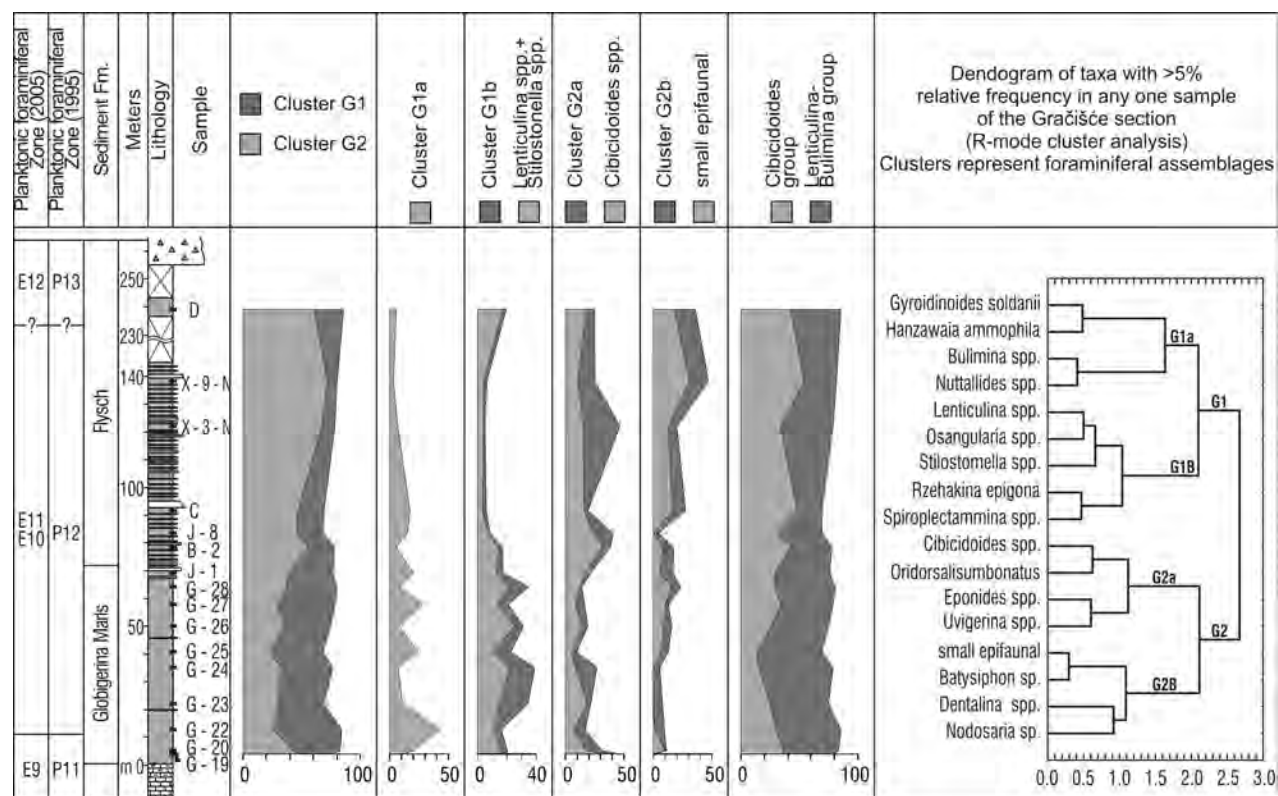 Planktonic foraminiferal
Zone (2005)
Planktonic foraminiferal
Zone (1995)
Sediment Fm.
Meters
Lithology
Sample
Cluster G1
Cluster G2
Cluster G1a
Cluster G1b
Lenticulina spp.+
Stilostonella spp.
Cluster G2a
Cibicidoides spp.
Cluster G2b
small epifaunal
Cibicidoides
group
Lenticulina-
Bulimina group
Dendogram of taxa with >5%
relative frequency in any one sample
of the Gračišće section
(R-mode cluster analysis)
Clusters represent foraminiferal assemblages
E12 P13
-?- -?-
E11
E10 P12
E9 P11
Flysch
Globigerina Marls
250
230
140
100
50
m 0
D
X-9-N
X-3-N
C
J-8
B-2
J-1
G-28
G-27
G-26
G-25
G-24
G-23
G-22
G-20
G-19
0 100
0 50
0 20 40
0 50
0 50
0 100
Gyroidinoides soldanii
Hanzawaia ammophila
Bulimina spp.
Nuttallides spp.
Lenticulina spp.
Osangularia spp.
Stilostomella spp.
Rzehakina epigona
Spiroplectammina spp.
Cibicidoides spp.
Oridorsalisumbonatus
Eponides spp.
Uvigerina spp.
small epifaunal
Batysiphon sp.
Dentalina spp.
Nodosaria sp.
G1a
G1
G1B
G2a
G2
G2B
0.0 0.5 1.0 1.5 2.0 2.5 3.0